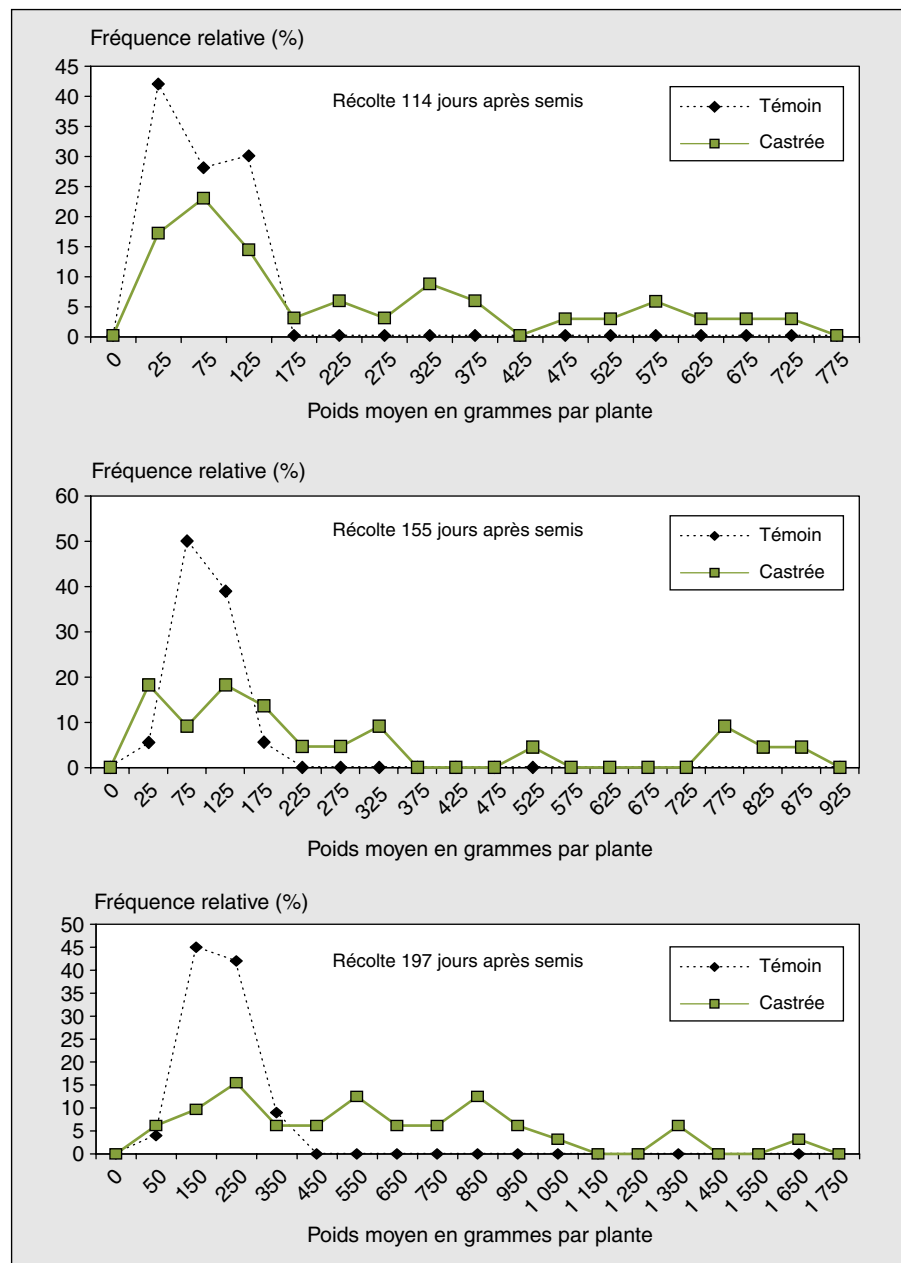 Fréquence relative (%)
45
40
35
30
25
20
15
10
5
0
Récolte 114 jours après semis
Témoin
Castrée
0 25 75 125 175 225 275 325 375 425 475 525 575 625 675 725 775
Poids moyen en grammes par plante
Fréquence relative (%)
60
50
40
30
20
10
0
Récolte 155 jours après semis
Témoin
Castrée
0 25 75 125 175 225 275 325 375 425 475 525 575 625 675 725 775 825 875 925
Poids moyen en grammes par plante
Fréquence relative (%)
50
45
40
35
30
25
20
15
10
5
0
Récolte 197 jours après semis
Témoin
Castrée
0 50 150 250 350 450 550 650 750 850 950 1 050 1 150 1 250 1 350 1 450 1 550 1 650 1 750
Poids moyen en grammes par plante